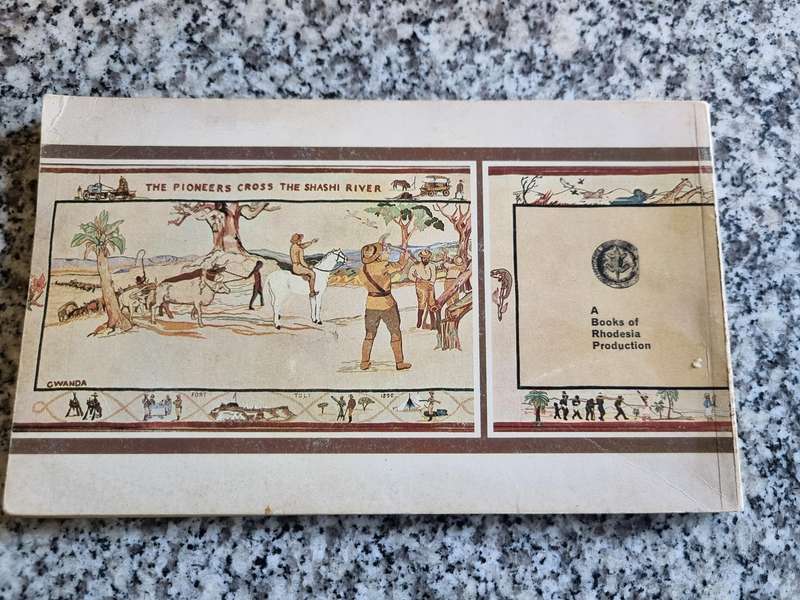 THE PIONEERS CROSS THE SHASHI RIVER
GWANDA
FORT TULI 1890
A
Books of
Rhodesia
Production